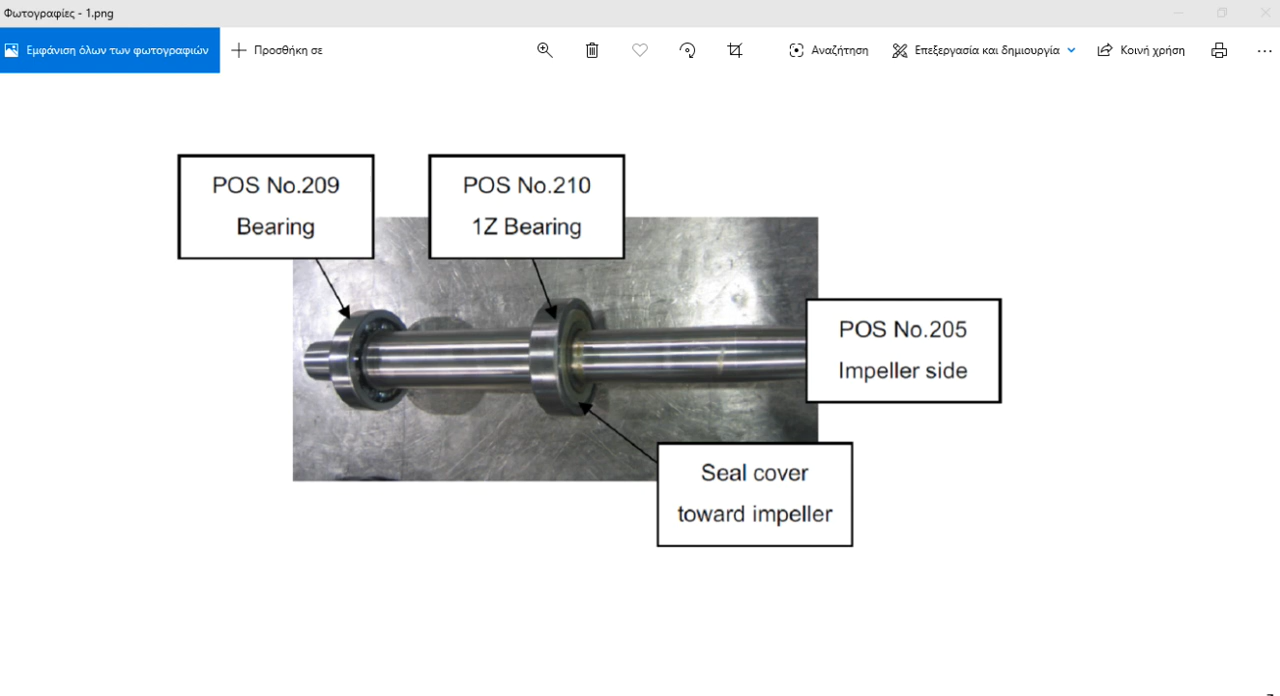 Φωτογραφίες - 1.png
Εμφάνιση όλων των φωτογραφιών
Προσθήκη σε
Αναζήτηση
Επεξεργασία και δημιουργία
Κοινή χρήση
POS No.209
Bearing
POS No.210
1Z Bearing
POS No.205
Impeller side
Seal cover
toward impeller